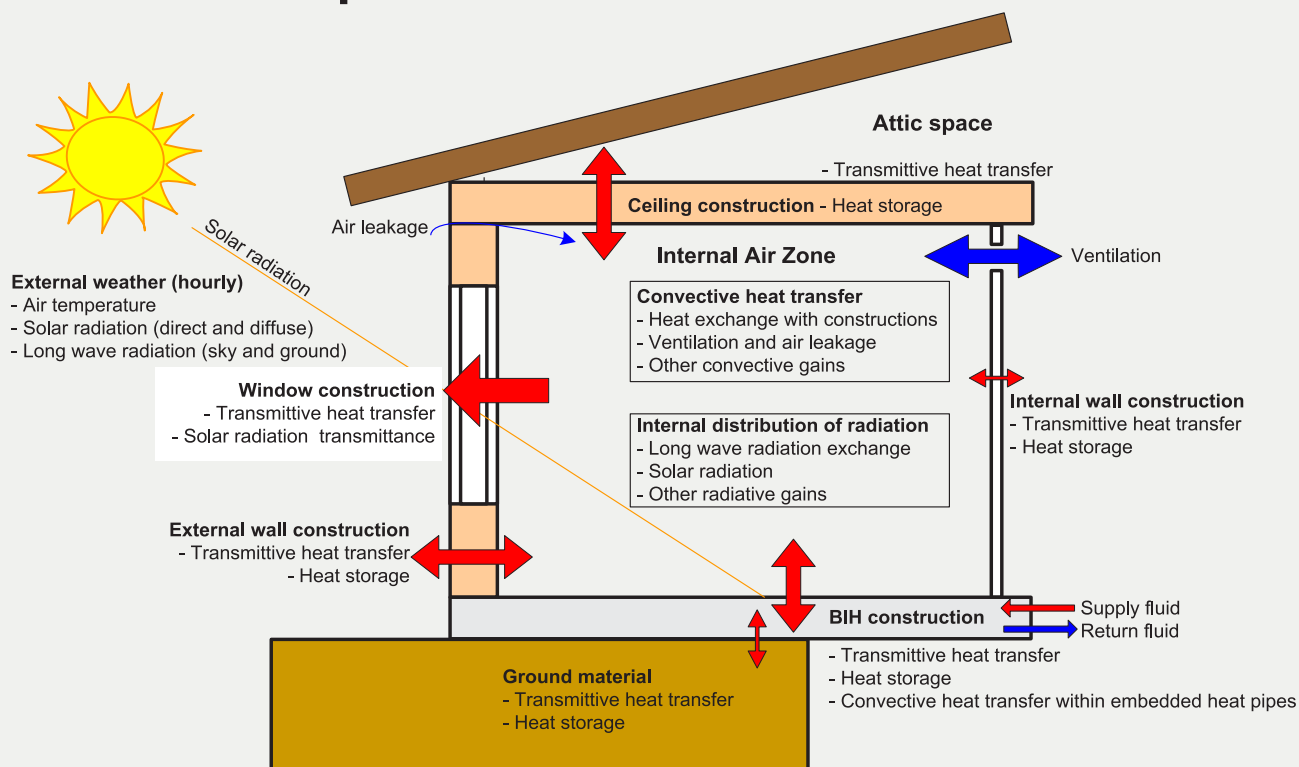 Attic space
- Transmittive heat transfer
Ceiling construction - Heat storage
Air leakage
Solar radiation
Internal Air Zone
Ventilation
External weather (hourly)
- Air temperature
- Solar radiation (direct and diffuse)
- Long wave radiation (sky and ground)
Convective heat transfer
- Heat exchange with constructions
- Ventilation and air leakage
- Other convective gains
Window construction
- Transmittive heat transfer
- Solar radiation transmittance
Internal distribution of radiation
- Long wave radiation exchange
- Solar radiation
- Other radiative gains
Internal wall construction
- Transmittive heat transfer
- Heat storage
External wall construction
- Transmittive heat transfer
- Heat storage
BIH construction
Supply fluid
Return fluid
- Transmittive heat transfer
- Heat storage
- Convective heat transfer within embedded heat pipes
Ground material
- Transmittive heat transfer
- Heat storage